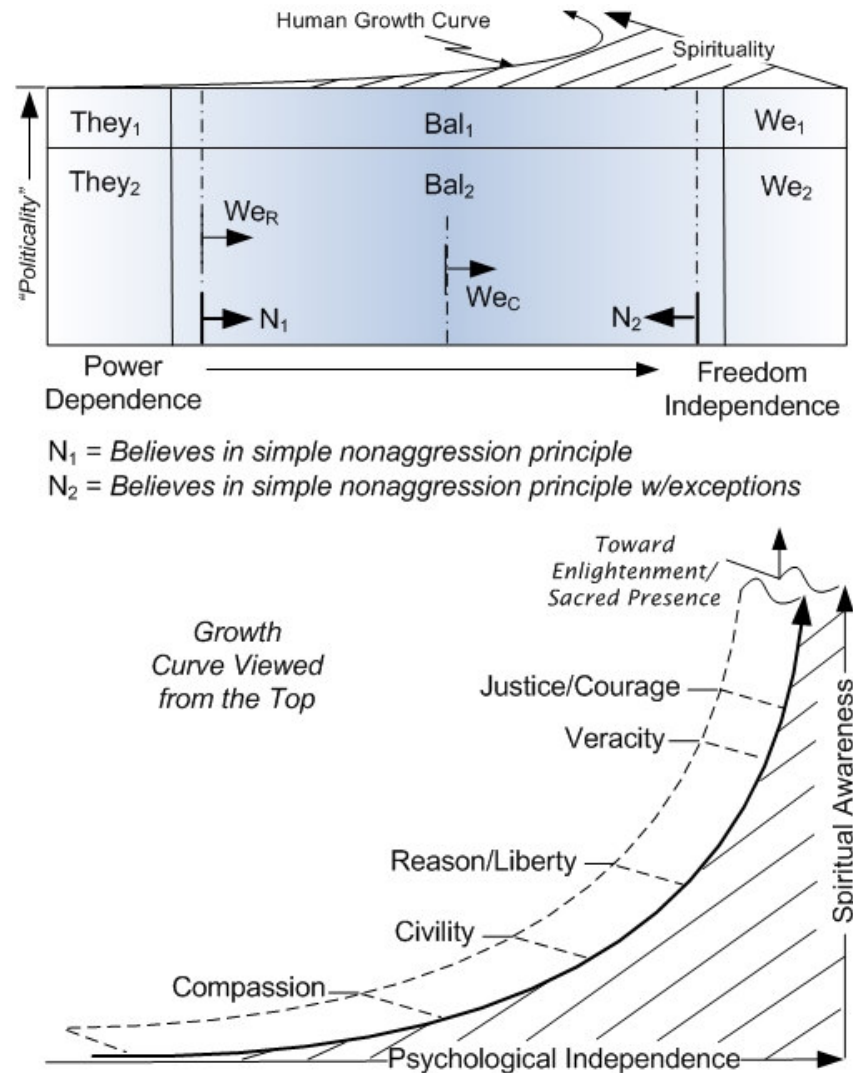 Human Growth Curve
Spirituality
They₁ Bal₁ We₁
They₂ Bal₂ We₂
"Politicality"
We_R
We_C
N₁ N₂
Power
Dependence
Freedom
Independence
N₁ = Believes in simple nonaggression principle
N₂ = Believes in simple nonaggression principle w/exceptions
Toward
Enlightenment/
Sacred Presence
Growth
Curve Viewed
from the Top
Justice/Courage
Veracity
Reason/Liberty
Civility
Compassion
Spiritual Awareness
Psychological Independence